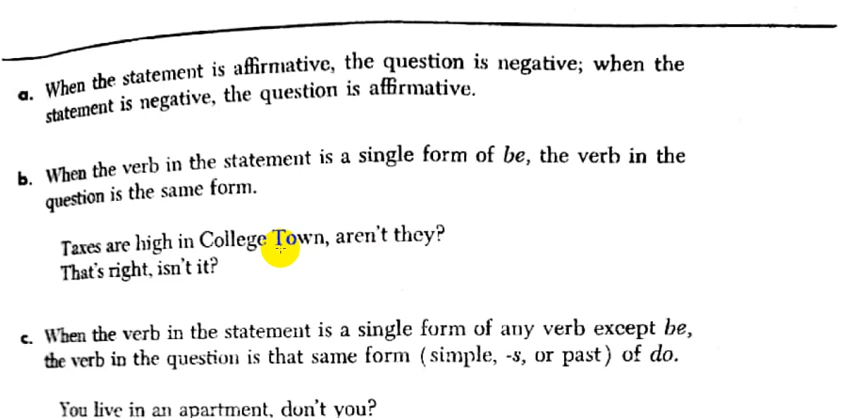 a. When the statement is affirmative, the question is negative; when the
statement is negative, the question is affirmative.
b. When the verb in the statement is a single form of be, the verb in the
question is the same form.
Taxes are high in College Town, aren't they?
That's right, isn't it?
c. When the verb in the statement is a single form of any verb except be,
the verb in the question is that same form (simple, -s, or past) of do.
You live in an apartment, don't you?